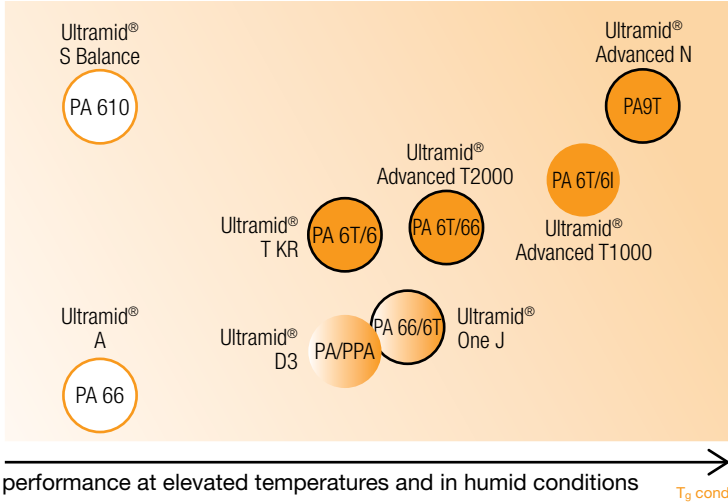 Ultramid®
S Balance
PA 610
Ultramid®
Advanced N
PA9T
Ultramid®
Advanced T2000
PA 6T/66
PA 6T/6I
Ultramid®
Advanced T1000
Ultramid®
T KR
PA 6T/6
Ultramid®
A
PA 66
Ultramid®
D3
PA/PPA
PA 66/6T
Ultramid®
One J
performance at elevated temperatures and in humid conditions
Tg cond